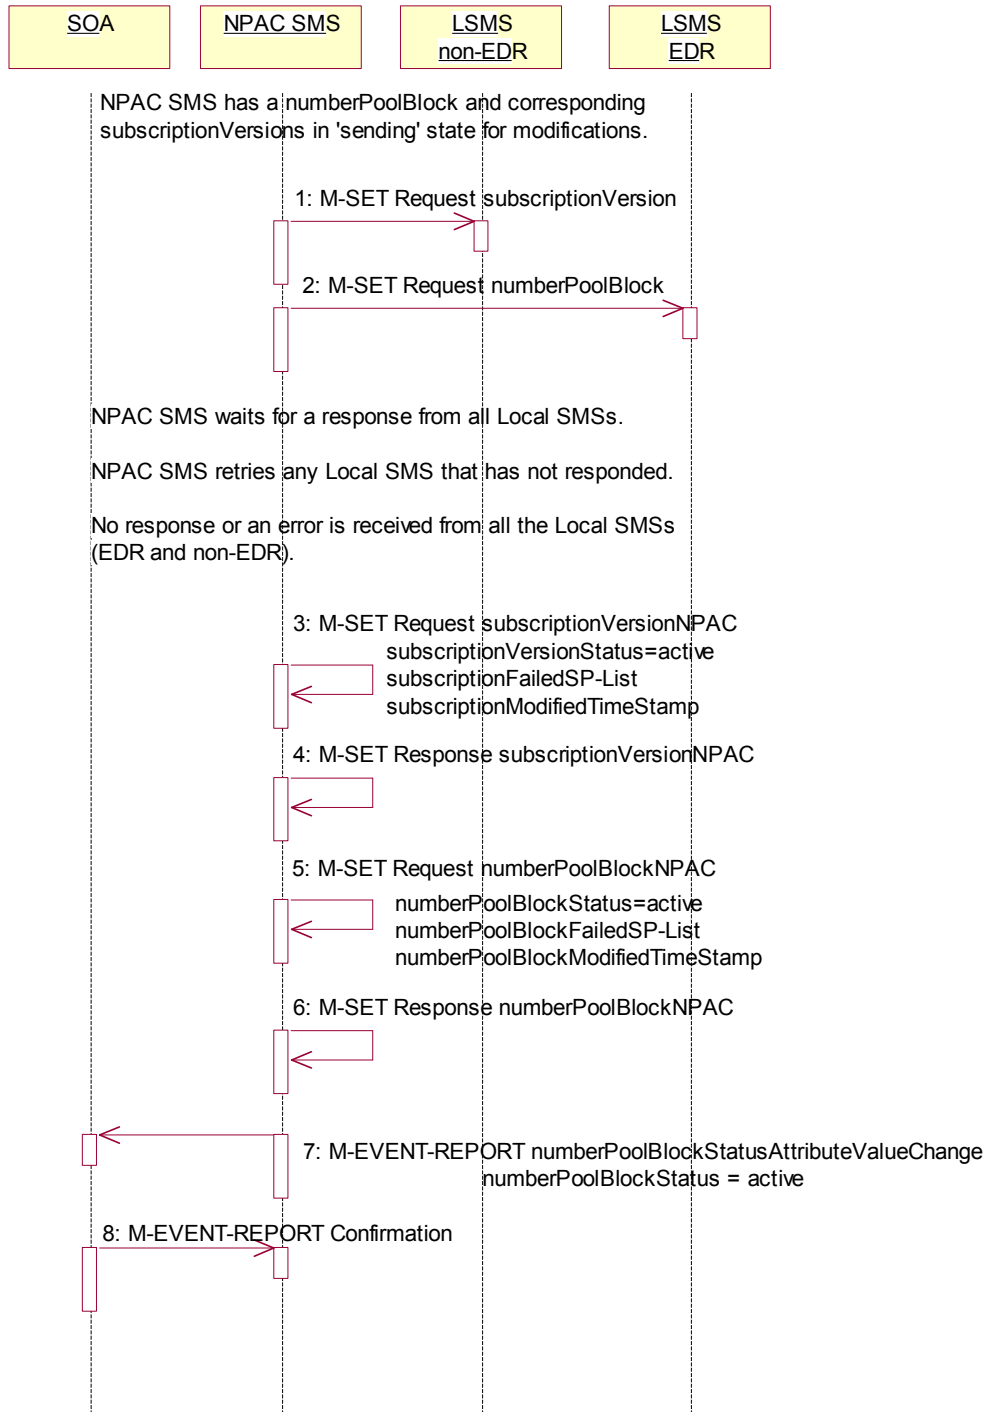 SOA
NPAC SMS
LSMS
non-EDR
LSMS
EDR
NPAC SMS has a numberPoolBlock and corresponding
subscriptionVersions in 'sending' state for modifications.
1: M-SET Request subscriptionVersion
2: M-SET Request numberPoolBlock
NPAC SMS waits for a response from all Local SMSs.
NPAC SMS retries any Local SMS that has not responded.
No response or an error is received from all the Local SMSs
(EDR and non-EDR).
3: M-SET Request subscriptionVersionNPAC
subscriptionVersionStatus=active
subscriptionFailedSP-List
subscriptionModifiedTimeStamp
4: M-SET Response subscriptionVersionNPAC
5: M-SET Request numberPoolBlockNPAC
numberPoolBlockStatus=active
numberPoolBlockFailedSP-List
numberPoolBlockModifiedTimeStamp
6: M-SET Response numberPoolBlockNPAC
7: M-EVENT-REPORT numberPoolBlockStatusAttributeValueChange
numberPoolBlockStatus = active
8: M-EVENT-REPORT Confirmation